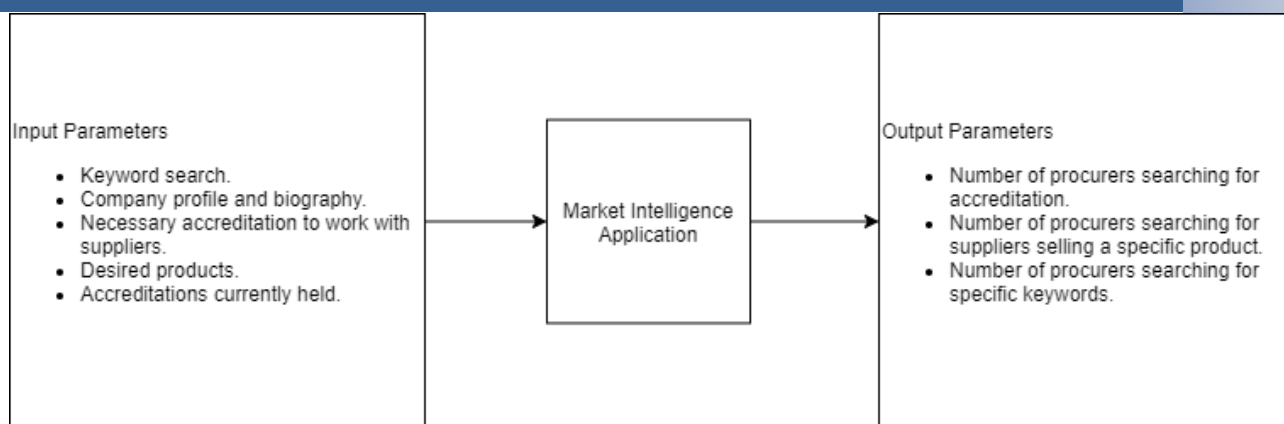 Input Parameters
• Keyword search.
• Company profile and biography.
• Necessary accreditation to work with
suppliers.
• Desired products.
• Accreditations currently held.
Market Intelligence
Application
Output Parameters
• Number of procurers searching for
accreditation.
• Number of procurers searching for
suppliers selling a specific product.
• Number of procurers searching for
specific keywords.